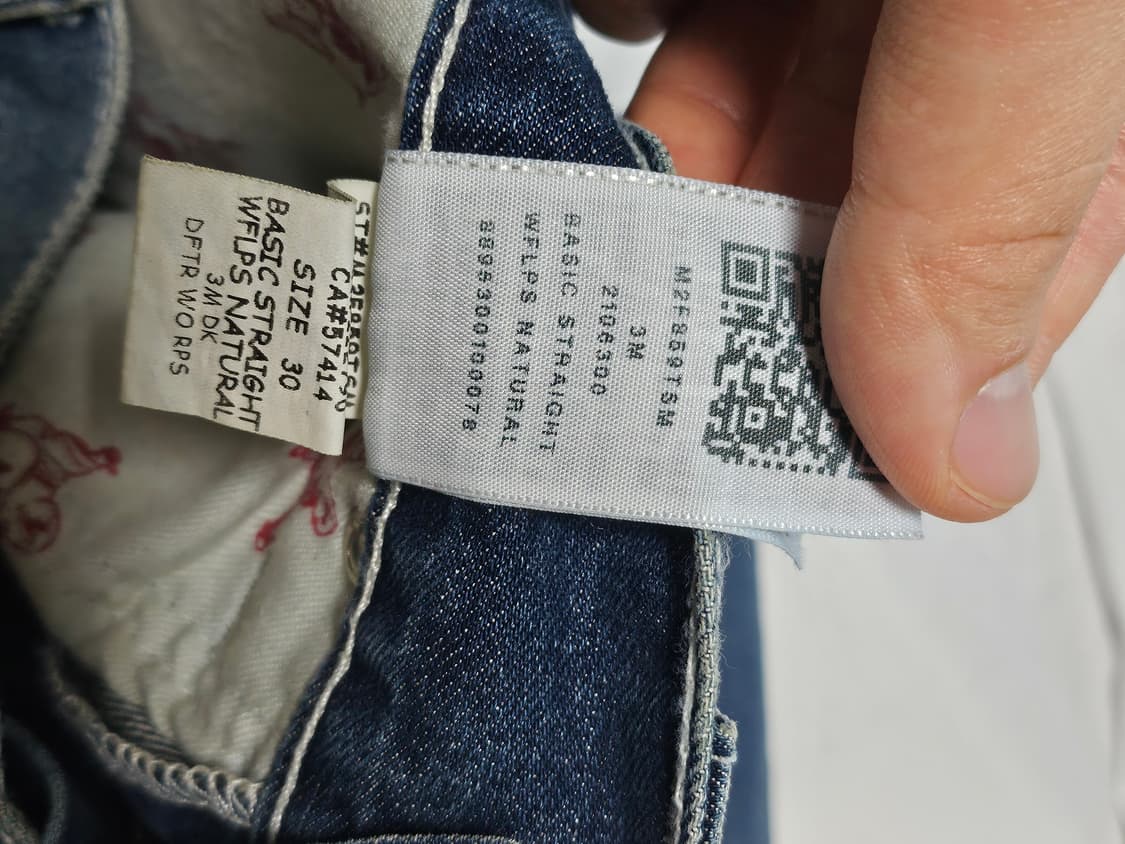 CA#57414
SIZE 30
BASIC STRAIGHT
WFLPS NATURAL
3M DK
DFTR WO RPS
M2F859TSM
3M
2106300
BASIC STRAIGHT
WFLPS NATURAL
8895300100078